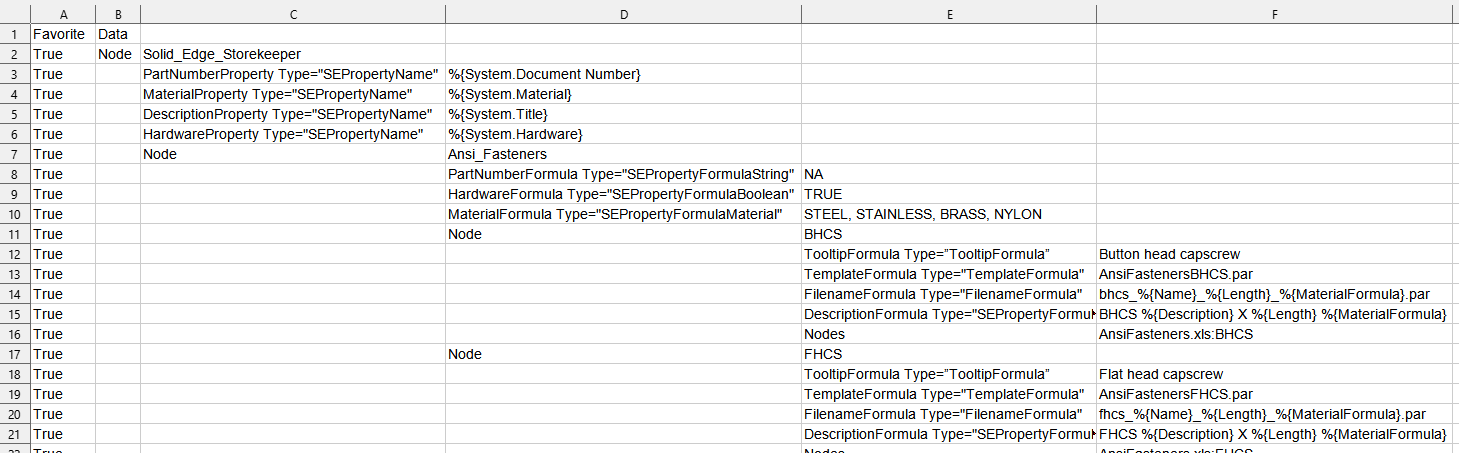 A B C D E F
1 Favorite Data
2 True Node Solid_Edge_Storekeeper
3 True PartNumberProperty Type="SEPropertyName" %{System.Document Number}
4 True MaterialProperty Type="SEPropertyName" %{System.Material}
5 True DescriptionProperty Type="SEPropertyName" %{System.Title}
6 True HardwareProperty Type="SEPropertyName" %{System.Hardware}
7 True Node Ansi_Fasteners
8 True PartNumberFormula Type="SEPropertyFormulaString" NA
9 True HardwareFormula Type="SEPropertyFormulaBoolean" TRUE
10 True MaterialFormula Type="SEPropertyFormulaMaterial" STEEL, STAINLESS, BRASS, NYLON
11 True Node BHCS
12 True TooltipFormula Type=”TooltipFormula” Button head capscrew
13 True TemplateFormula Type="TemplateFormula" AnsiFastenersBHCS.par
14 True FilenameFormula Type="FilenameFormula" bhcs_%{Name}_%{Length}_%{MaterialFormula}.par
15 True DescriptionFormula Type="SEPropertyFormul BHCS %{Description} X %{Length} %{MaterialFormula}
16 True Nodes AnsiFasteners.xls:BHCS
17 True Node FHCS
18 True TooltipFormula Type=”TooltipFormula” Flat head capscrew
19 True TemplateFormula Type="TemplateFormula" AnsiFastenersFHCS.par
20 True FilenameFormula Type="FilenameFormula" fhcs_%{Name}_%{Length}_%{MaterialFormula}.par
21 True DescriptionFormula Type="SEPropertyFormul FHCS %{Description} X %{Length} %{MaterialFormula}
22 True Nodes AnsiFasteners.xls:FHCS